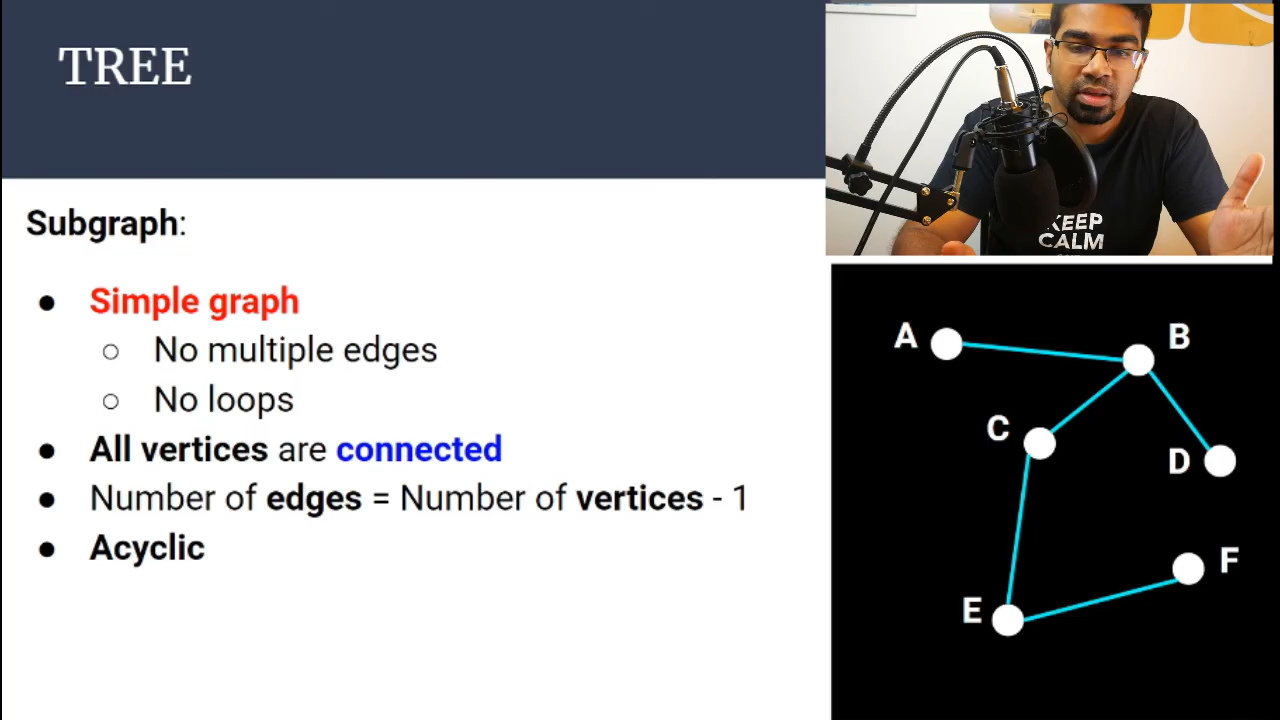 TREE
Subgraph:
● Simple graph
○ No multiple edges
○ No loops
● All vertices are connected
● Number of edges = Number of vertices - 1
● Acyclic
KEEP
CALM
A
B
C
D
E
F